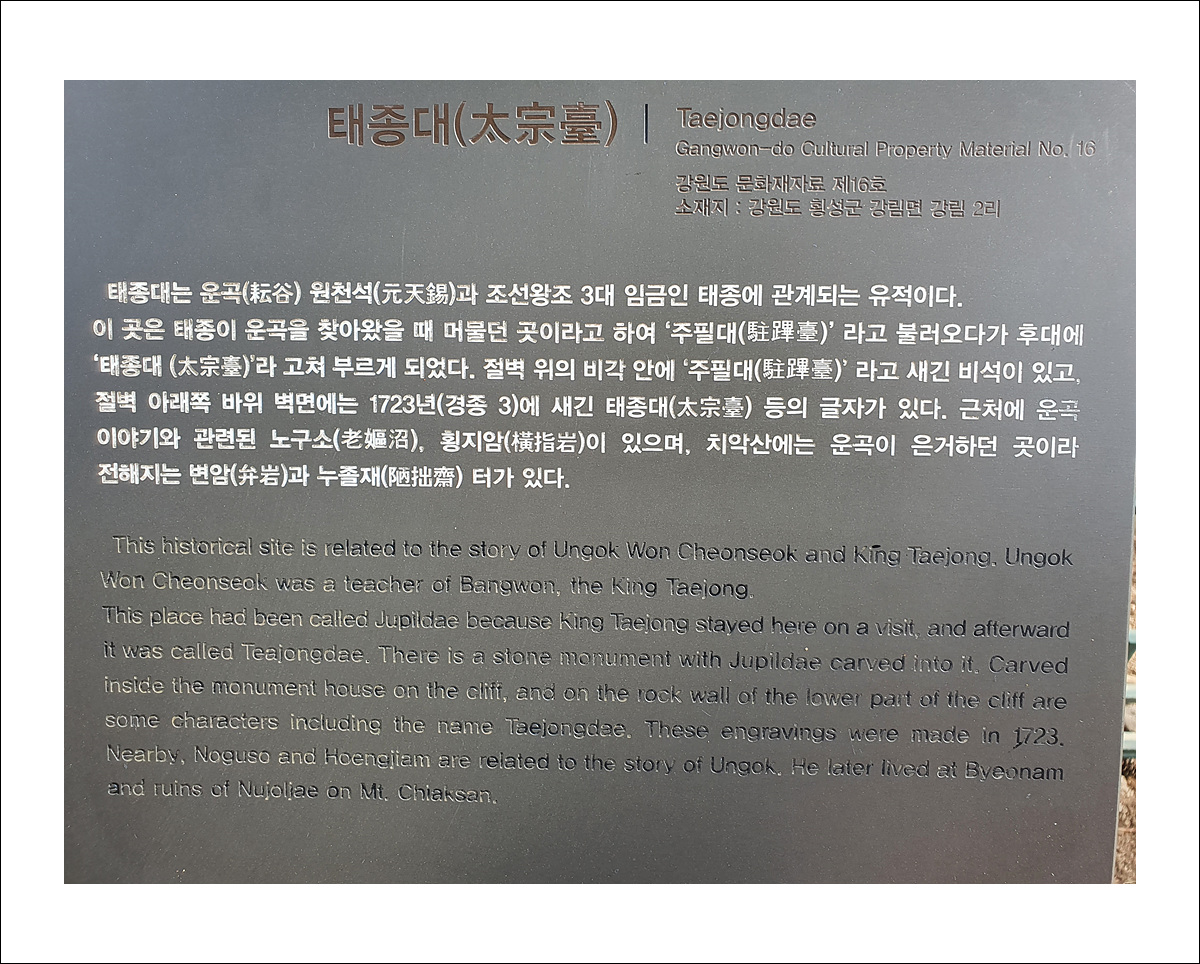 태종대(太宗臺)
Taejongdae
Gangwon-do Cultural Property Material No. 16
강원도 문화재자료 제16호
소재지 : 강원도 횡성군 강림면 강림 2리
태종대는 운곡(耘谷) 원천석(元天錫)과 조선왕조 3대 임금인 태종에 관계되는 유적이다.
이 곳은 태종이 운곡을 찾아왔을 때 머물던 곳이라고 하여 ‘주필대(駐蹕臺)’ 라고 불러오다가 후대에
‘태종대 (太宗臺)’라 고쳐 부르게 되었다. 절벽 위의 비각 안에 ‘주필대(駐蹕臺)’ 라고 새긴 비석이 있고,
절벽 아래쪽 바위 벽면에는 1723년(경종 3)에 새긴 태종대(太宗臺) 등의 글자가 있다. 근처에 운곡
이야기와 관련된 노구소(老嫗沼), 횡지암(橫指岩)이 있으며, 치악산에는 운곡이 은거하던 곳이라
전해지는 변암(弁岩)과 누졸재(陋拙齋) 터가 있다.
This historical site is related to the story of Ungok Won Cheonseok and King Taejong. Ungok
Won Cheonseok was a teacher of Bangwon, the King Taejong.
This place had been called Jupildae because King Taejong stayed here on a visit, and afterward
it was called Teajongdae. There is a stone monument with Jupildae carved into it. Carved
inside the monument house on the cliff, and on the rock wall of the lower part of the cliff are
some characters including the name Taejongdae. These engravings were made in 1723.
Nearby, Noguso and Hoengjiam are related to the story of Ungok. He later lived at Byeonam
and ruins of Nujoljae on Mt. Chiaksan.